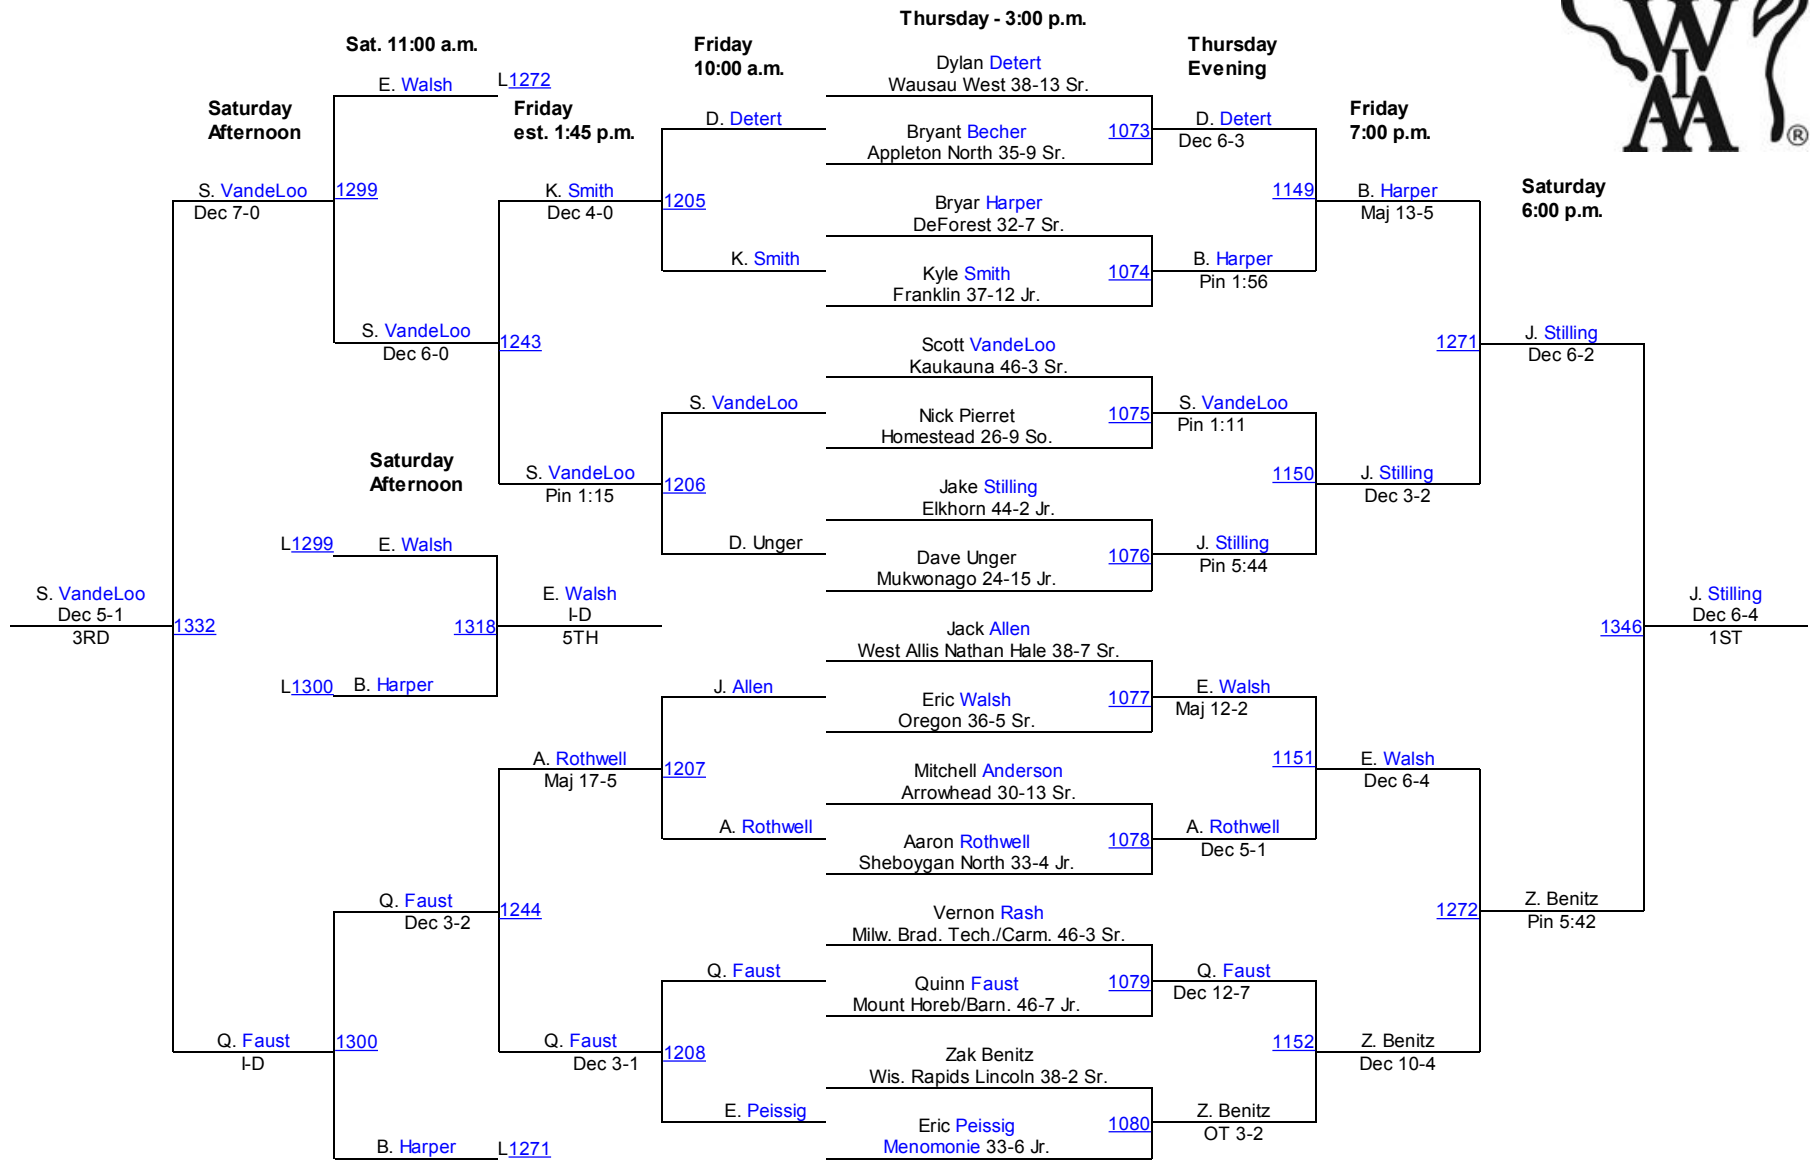 Thursday - 3:00 p.m.
Sat. 11:00 a.m.
Friday
10:00 a.m.
Thursday
Evening
Saturday
Afternoon
Friday
est. 1:45 p.m.
Friday
7:00 p.m.
Saturday
6:00 p.m.
W
I
AA
®
E. Walsh
L1272
S. VandeLoo
Dec 7-0
1299
K. Smith
Dec 4-0
D. Detert
1205
K. Smith
Dylan Detert
Wausau West 38-13 Sr.
Bryant Becher
Appleton North 35-9 Sr.
1073
D. Detert
Dec 6-3
1149
B. Harper
Maj 13-5
Bryar Harper
DeForest 32-7 Sr.
Kyle Smith
Franklin 37-12 Jr.
1074
B. Harper
Pin 1:56
S. VandeLoo
Dec 6-0
1243
Scott VandeLoo
Kaukauna 46-3 Sr.
1271
J. Stilling
Dec 6-2
S. VandeLoo
Nick Pierret
Homestead 26-9 So.
1075
S. VandeLoo
Pin 1:11
Saturday
Afternoon
S. VandeLoo
Pin 1:15
1206
Jake Stilling
Elkhorn 44-2 Jr.
1150
J. Stilling
Dec 3-2
L1299
E. Walsh
D. Unger
Dave Unger
Mukwonago 24-15 Jr.
1076
J. Stilling
Pin 5:44
S. VandeLoo
Dec 5-1
3RD
1332
1318
E. Walsh
I-D
5TH
Jack Allen
West Allis Nathan Hale 38-7 Sr.
1346
J. Stilling
Dec 6-4
1ST
L1300
B. Harper
J. Allen
Eric Walsh
Oregon 36-5 Sr.
1077
E. Walsh
Maj 12-2
A. Rothwell
Maj 17-5
1207
Mitchell Anderson
Arrowhead 30-13 Sr.
1151
E. Walsh
Dec 6-4
A. Rothwell
Aaron Rothwell
Sheboygan North 33-4 Jr.
1078
A. Rothwell
Dec 5-1
Q. Faust
Dec 3-2
1244
Vernon Rash
Milw. Brad. Tech./Carm. 46-3 Sr.
1272
Z. Benitz
Pin 5:42
Q. Faust
Quinn Faust
Mount Horeb/Barn. 46-7 Jr.
1079
Q. Faust
Dec 12-7
Q. Faust
I-D
1300
Q. Faust
Dec 3-1
1208
Zak Benitz
Wis. Rapids Lincoln 38-2 Sr.
1152
Z. Benitz
Dec 10-4
E. Peissig
Eric Peissig
Menomonie 33-6 Jr.
1080
Z. Benitz
OT 3-2
B. Harper
L1271